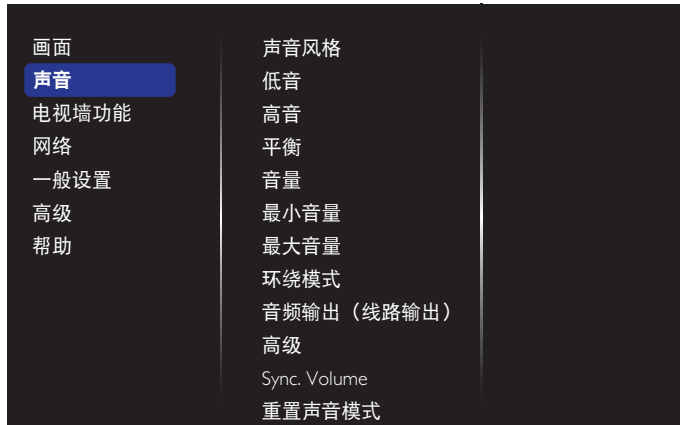 画面
声音
电视墙功能
网络
一般设置
高级
帮助
声音风格
低音
高音
平衡
音量
最小音量
最大音量
环绕模式
音频输出（线路输出）
高级
Sync. Volume
重置声音模式